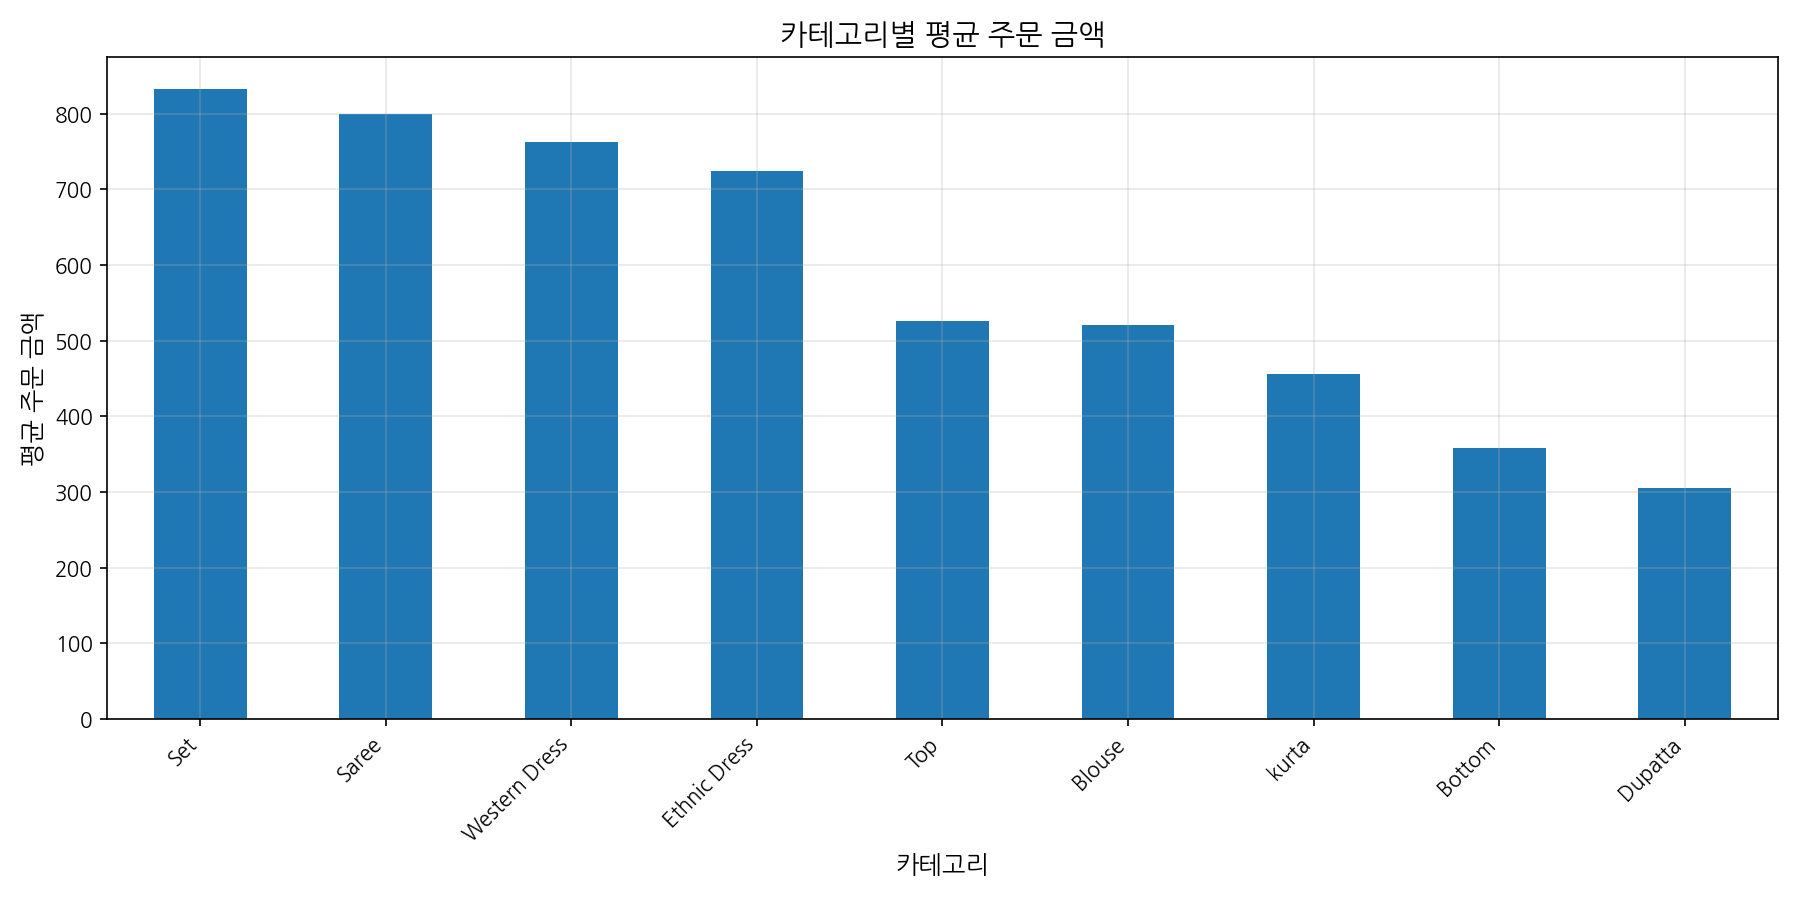 카테고리별 평균 주문 금액
평균 주문 금액
800
700
600
500
400
300
200
100
0
Set
Saree
Western Dress
Ethnic Dress
Top
Blouse
kurta
Bottom
Dupatta
카테고리